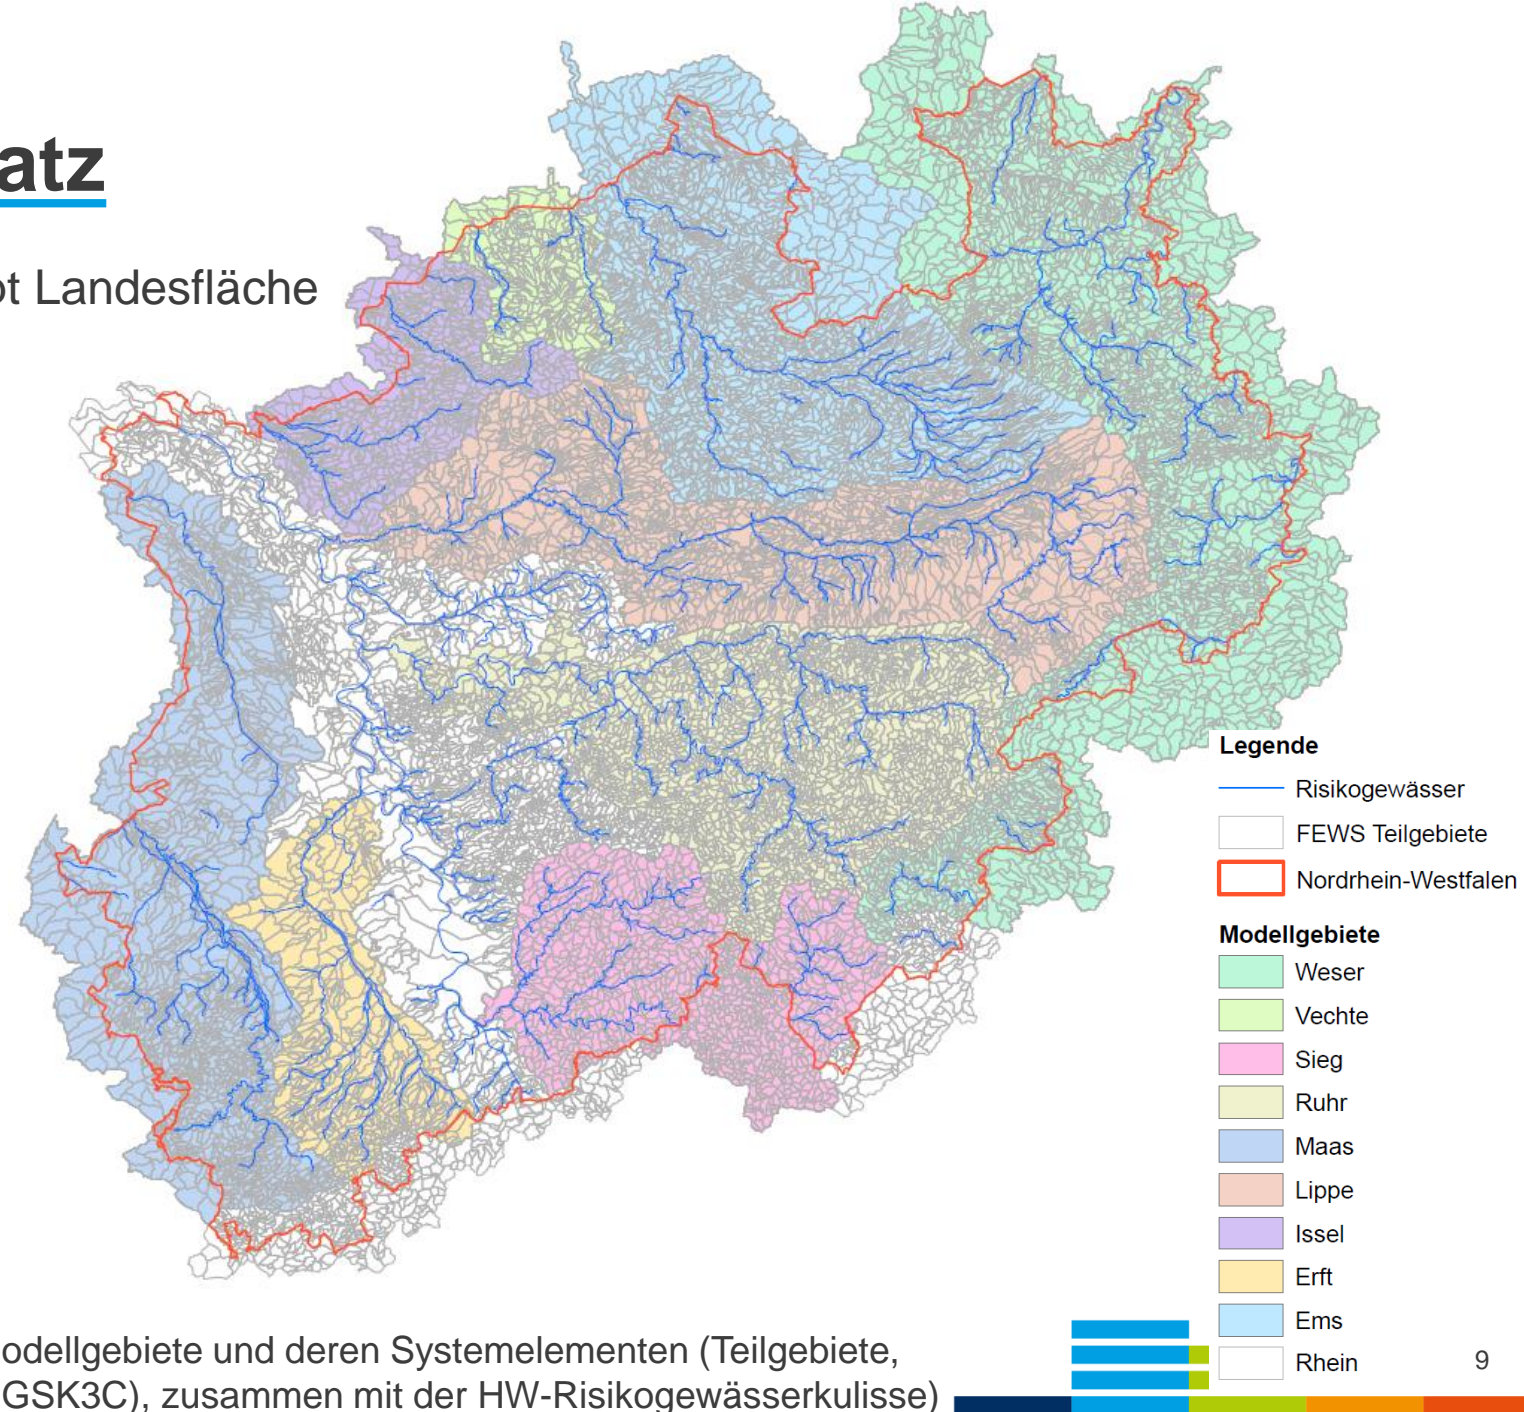 atz
ot Landesfläche
Legende
Risikogewässer
FEWS Teilgebiete
Nordrhein-Westfalen
Modellgebiete
Weser
Vechte
Sieg
Ruhr
Maas
Lippe
Issel
Erft
Ems
Rhein
9
odellgebiete und deren Systemelementen (Teilgebiete,
GSK3C), zusammen mit der HW-Risikogewässerkulisse)